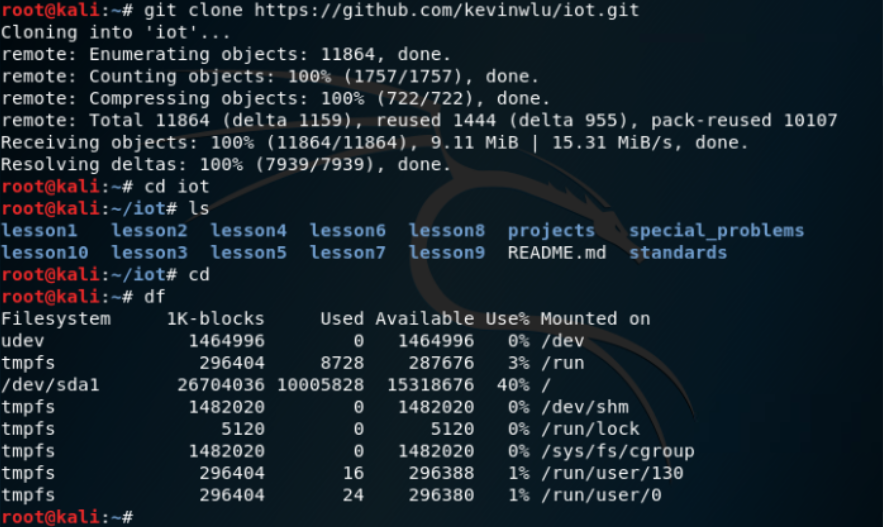 root@kali:~# git clone https://github.com/kevinwlu/iot.git
Cloning into 'iot'...
remote: Enumerating objects: 11864, done.
remote: Counting objects: 100% (1757/1757), done.
remote: Compressing objects: 100% (722/722), done.
remote: Total 11864 (delta 1159), reused 1444 (delta 955), pack-reused 10107
Receiving objects: 100% (11864/11864), 9.11 MiB | 15.31 MiB/s, done.
Resolving deltas: 100% (7939/7939), done.
root@kali:~# cd iot
root@kali:~/iot# ls
lesson1   lesson2  lesson4  lesson6  lesson8  projects   special_problems
lesson10  lesson3  lesson5  lesson7  lesson9  README.md  standards
root@kali:~/iot# cd
root@kali:~# df
Filesystem     1K-blocks     Used Available Use% Mounted on
udev             1464996        0   1464996   0% /dev
tmpfs             296404     8728    287676   3% /run
/dev/sda1       26704036 10005828  15318676  40% /
tmpfs            1482020        0   1482020   0% /dev/shm
tmpfs               5120        0      5120   0% /run/lock
tmpfs            1482020        0   1482020   0% /sys/fs/cgroup
tmpfs             296404       16    296388   1% /run/user/130
tmpfs             296404       24    296380   1% /run/user/0
root@kali:~#